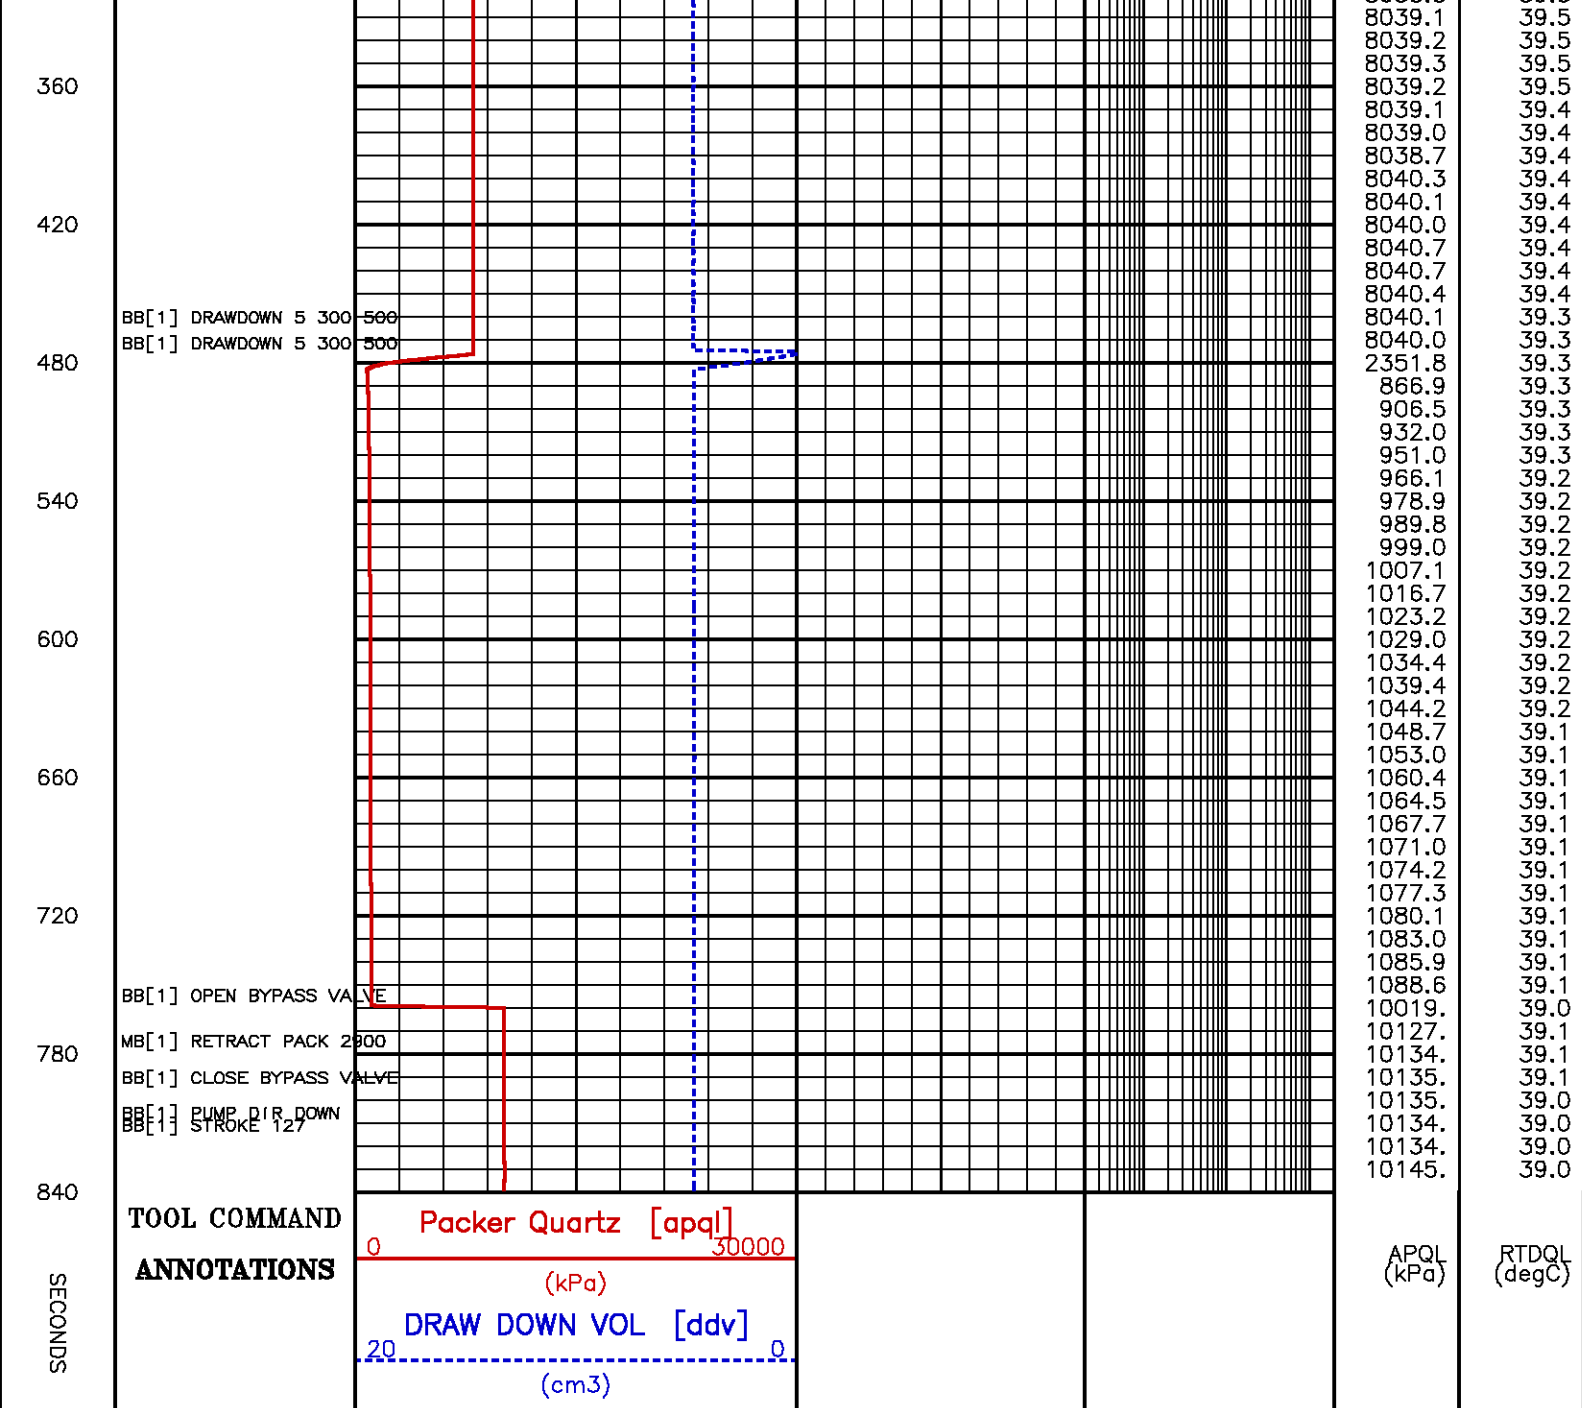 8039.1 39.5
8039.2 39.5
8039.3 39.5
360 8039.2 39.5
8039.1 39.4
8039.0 39.4
8038.7 39.4
8040.3 39.4
8040.1 39.4
420 8040.0 39.4
8040.7 39.4
8040.7 39.4
8040.4 39.4
BB[1] DRAWDOWN 5 300 500 8040.1 39.3
BB[1] DRAWDOWN 5 300 500 8040.0 39.3
480 2351.8 39.3
866.9 39.3
906.5 39.3
932.0 39.3
951.0 39.3
966.1 39.2
540 978.9 39.2
989.8 39.2
999.0 39.2
1007.1 39.2
1016.7 39.2
1023.2 39.2
600 1029.0 39.2
1034.4 39.2
1039.4 39.2
1044.2 39.2
1048.7 39.1
1053.0 39.1
660 1060.4 39.1
1064.5 39.1
1067.7 39.1
1071.0 39.1
1074.2 39.1
1077.3 39.1
720 1080.1 39.1
1083.0 39.1
1085.9 39.1
1088.6 39.1
BB[1] OPEN BYPASS VALVE
10019. 39.0
10127. 39.1
MB[1] RETRACT PACK 2900
780 10134. 39.1
BB[1] CLOSE BYPASS VALVE 10135. 39.1
10135. 39.0
BB[1] PUMP DIR DOWN
BB[1] STROKE 127 10134. 39.0
10134. 39.0
10145. 39.0
840
TOOL COMMAND
ANNOTATIONS
SECONDS
Packer Quartz [apql]
0 30000
(kPa)
DRAW DOWN VOL [ddv]
20 0
(cm3)
APQL RTDQL
(kPa) (degC)